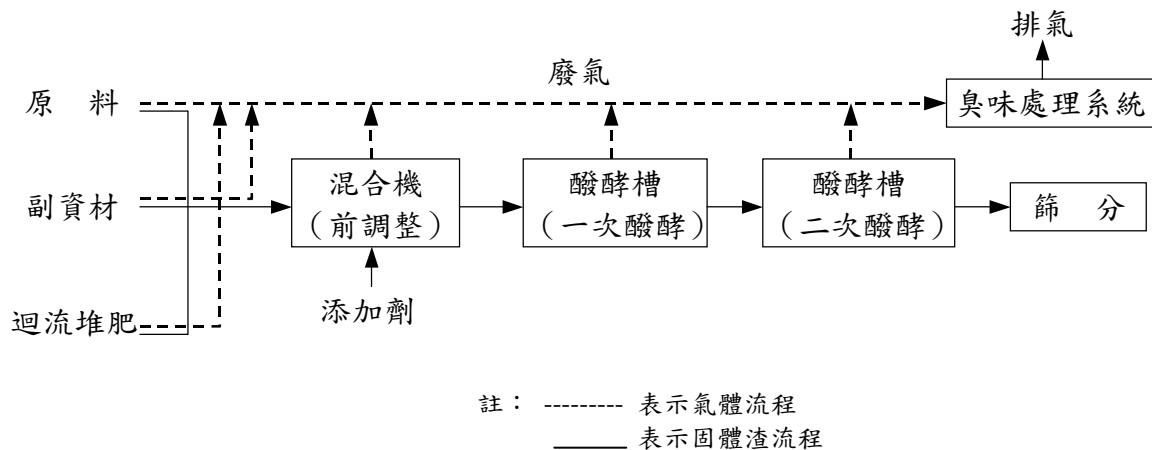 排氣
廢氣
原　料
臭味處理系統
副資材
混合機
（前調整）
醱酵槽
（一次醱酵）
醱酵槽
（二次醱酵）
篩　分
迴流堆肥
添加劑
註： --------- 表示氣體流程
表示固體渣流程